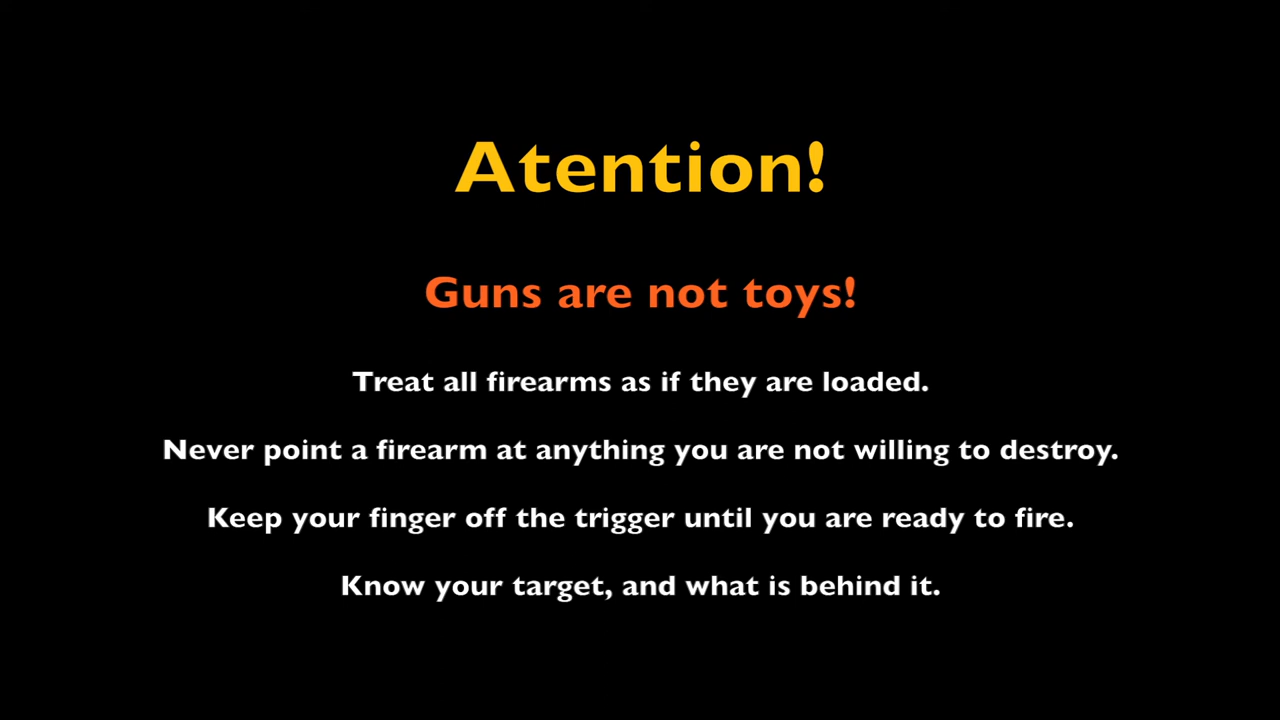 Atention!
Guns are not toys!
Treat all firearms as if they are loaded.
Never point a firearm at anything you are not willing to destroy.
Keep your finger off the trigger until you are ready to fire.
Know your target, and what is behind it.